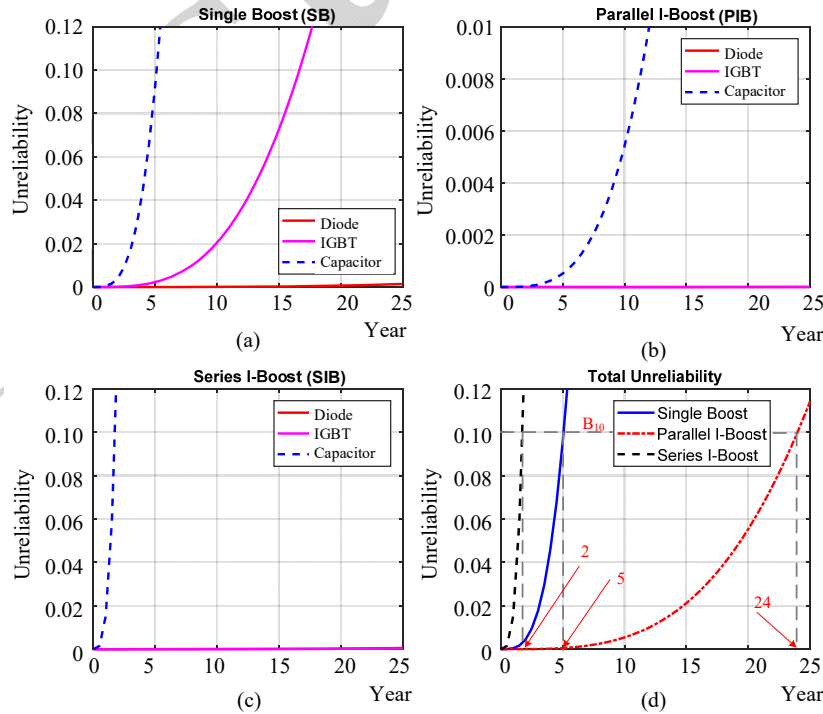 Single Boost (SB)
Unreliability
0.12
0.10
0.08
0.06
0.04
0.02
0
Diode
IGBT
Capacitor
0 5 10 15 20 25
Year
(a)
Parallel I-Boost (PIB)
Unreliability
0.01
0.008
0.006
0.004
0.002
0
Diode
IGBT
Capacitor
0 5 10 15 20 25
Year
(b)
Series I-Boost (SIB)
Unreliability
0.12
0.10
0.08
0.06
0.04
0.02
0
Diode
IGBT
Capacitor
0 5 10 15 20 25
Year
(c)
Total Unreliability
Unreliability
0.12
0.10
0.08
0.06
0.04
0.02
0
Single Boost
B10 Parallel I-Boost
Series I-Boost
2
5
24
0 5 10 15 20 25
Year
(d)